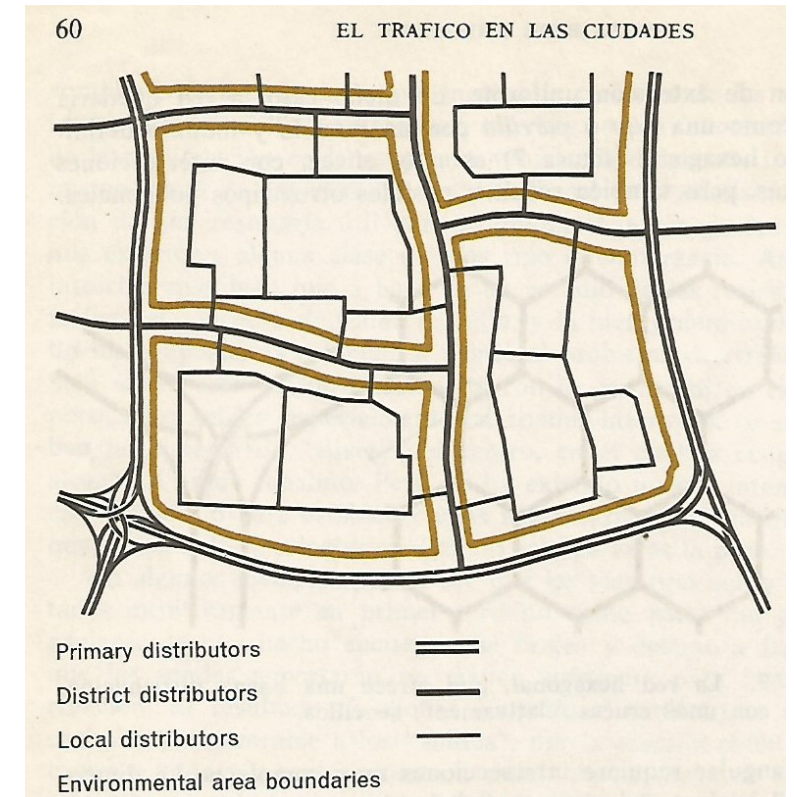 60
EL TRAFICO EN LAS CIUDADES
Primary distributors
District distributors
Local distributors
Environmental area boundaries